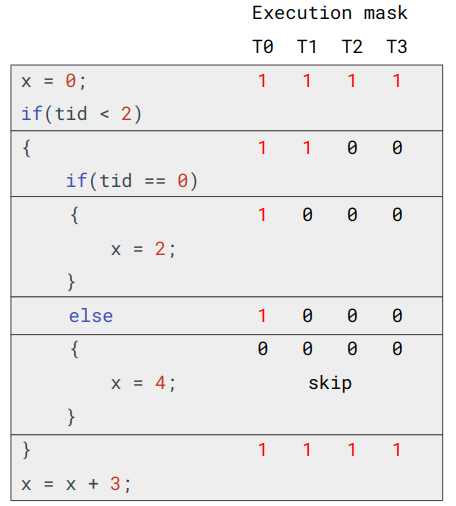 Execution mask
T0 T1 T2 T3
x = 0; 1 1 1 1
if(tid < 2)
{ 1 1 0 0
if(tid == 0)
{ 1 0 0 0
x = 2;
}
else 1 0 0 0
{ 0 0 0 0
x = 4; skip
}
} 1 1 1 1
x = x + 3;